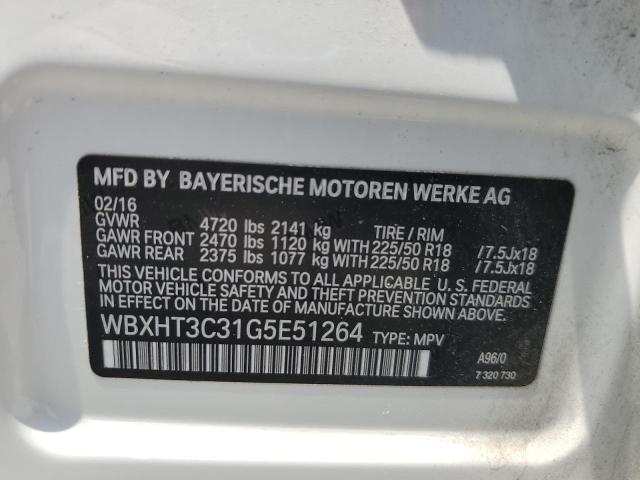 MFD BY BAYERISCHE MOTOREN WERKE AG
02/16
GVWR 4720 lbs 2141 kg TIRE / RIM
GAWR FRONT 2470 lbs 1120 kg WITH 225/50 R18 /7.5Jx18
GAWR REAR 2375 lbs 1077 kg WITH 225/50 R18 /7.5Jx18
THIS VEHICLE CONFORMS TO ALL APPLICABLE U. S. FEDERAL
MOTOR VEHICLE SAFETY AND THEFT PREVENTION
STANDARDS IN EFFECT ON THE DATE OF MANUFACTURE SHOWN ABOVE.
WBXHT3C31G5E51264 TYPE: MPV
A96/0
7 320 730